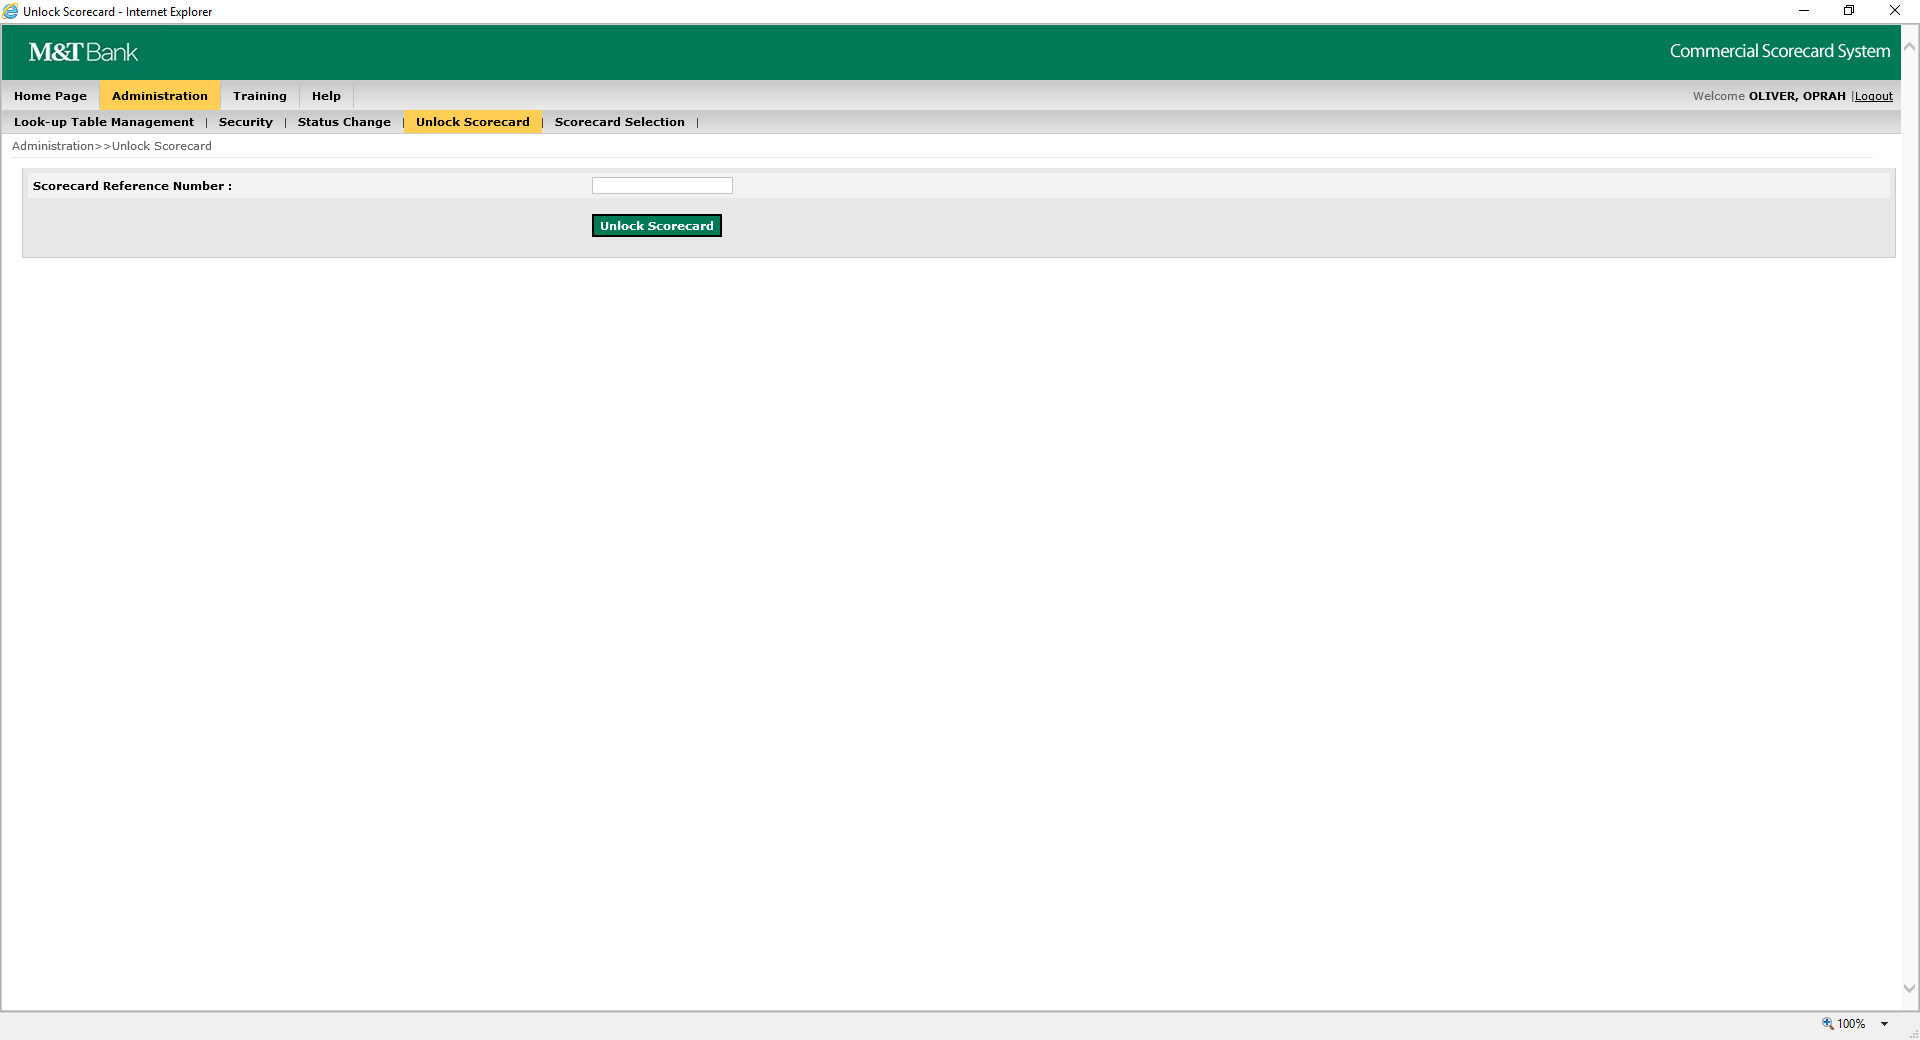 Unlock Scorecard - Internet Explorer
M&T Bank
Commercial Scorecard System
Home Page Administration Training Help Welcome OLIVER, OPRAH |Logout
Look-up Table Management | Security | Status Change | Unlock Scorecard | Scorecard Selection |
Administration>>Unlock Scorecard
Scorecard Reference Number :
Unlock Scorecard
100%